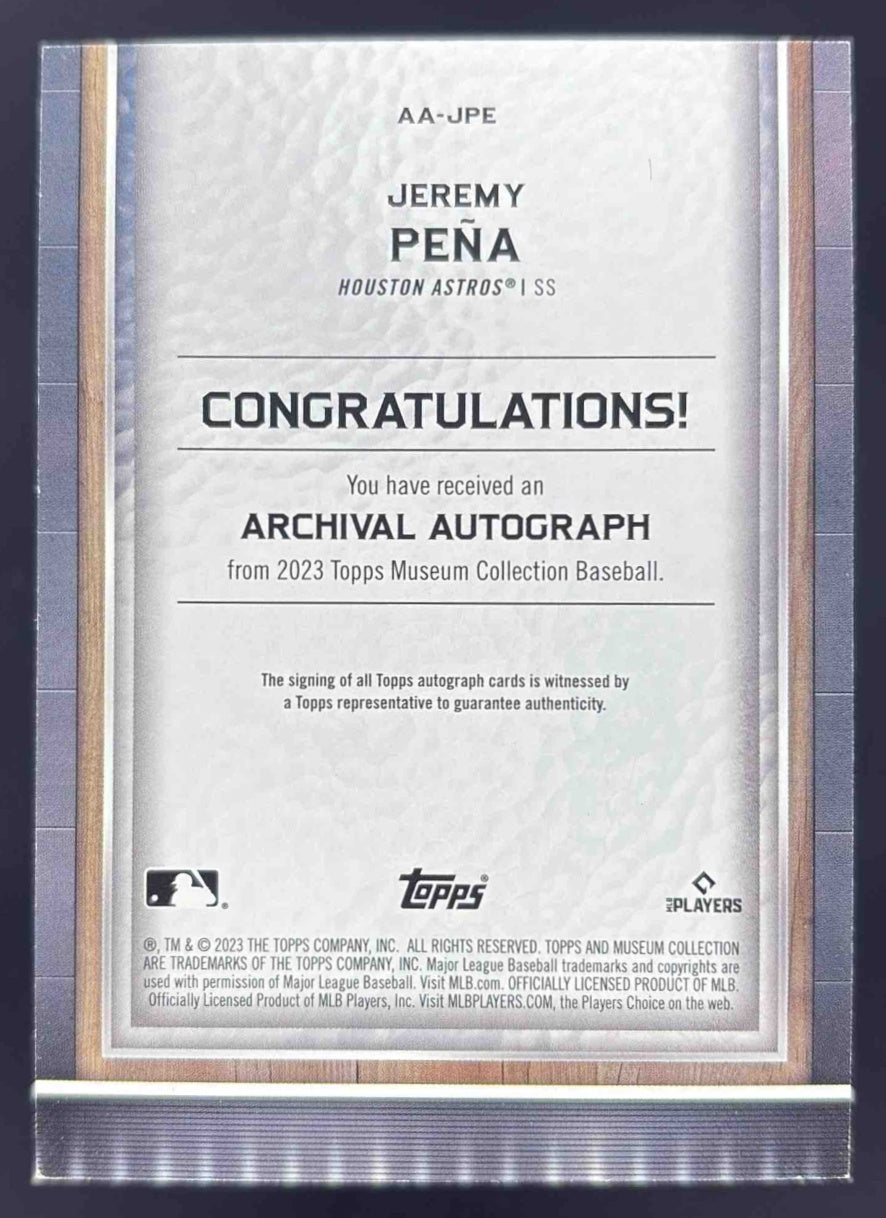 AA-JPE
JEREMY
PEÑA
HOUSTON ASTROS® | SS
CONGRATULATIONS!
You have received an
ARCHIVAL AUTOGRAPH
from 2023 Topps Museum Collection Baseball.
The signing of all Topps autograph cards is witnessed by
a Topps representative to guarantee authenticity.
®
topps®
MLB PLAYERS
®, TM & © 2023 THE TOPPS COMPANY, INC. ALL RIGHTS RESERVED. TOPPS AND MUSEUM COLLECTION
ARE TRADEMARKS OF THE TOPPS COMPANY, INC. Major League Baseball trademarks and copyrights are
used with permission of Major League Baseball. Visit MLB.com. OFFICIALLY LICENSED PRODUCT OF MLB.
Officially Licensed Product of MLB Players, Inc. Visit MLBPLAYERS.COM, the Players Choice on the web.